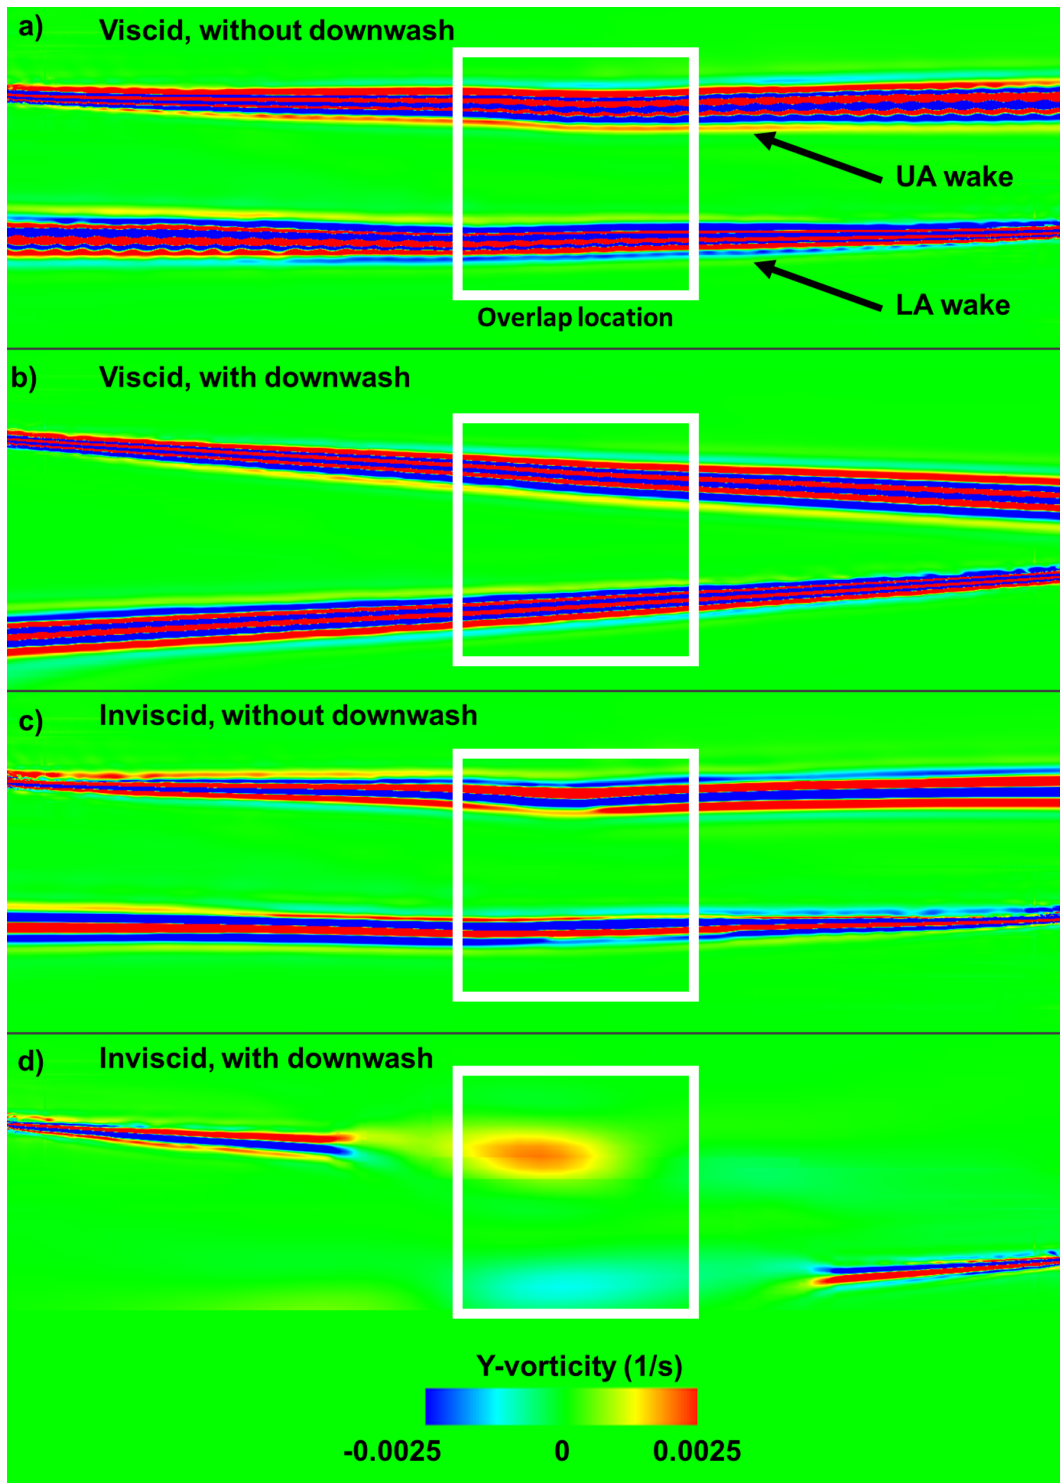 a) Viscid, without downwash
UA wake
LA wake
Overlap location
b) Viscid, with downwash
c) Inviscid, without downwash
d) Inviscid, with downwash
Y-vorticity (1/s)
-0.0025 0 0.0025